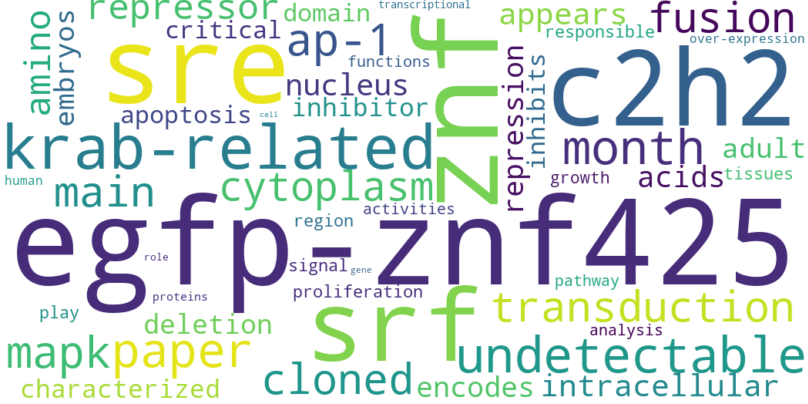 transcriptional
repressor
domain
appears
fusion
amino
embryos
critical
ap-1
responsible
over-expression
sre
functions
znf
c2h2
nucleus
repression
inhibits
apoptosis
cell
inhibitor
krab-related
month
adult
human
main
cytoplasm
growth
acids
tissues
egfp-znf425
activities
region
role
signal
gene
proteins
proliferation
pathway
play
deletion
srf
transduction
analysis
mapk
paper
undetectable
characterized
cloned
encodes
intracellular